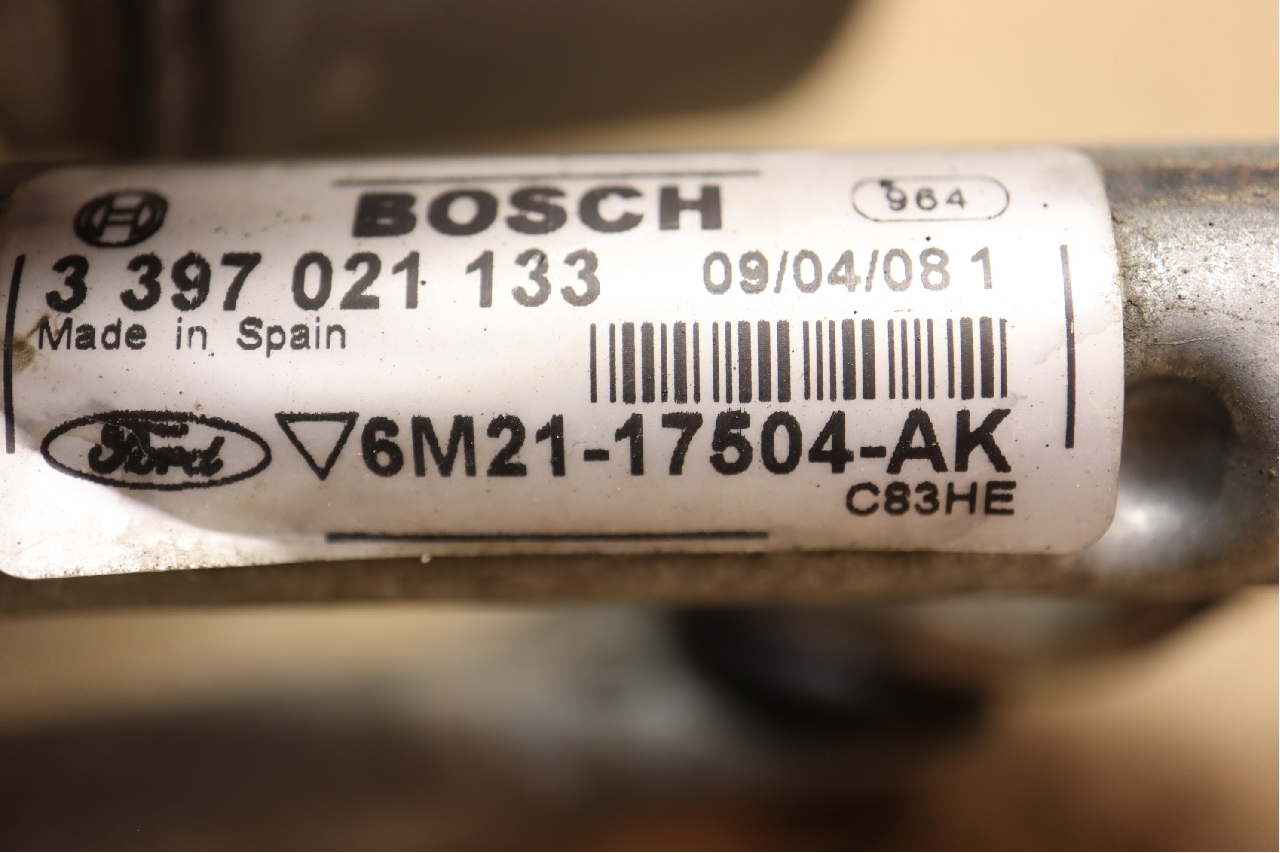 BOSCH
964
3 397 021 133
09/04/08 1
Made in Spain
Ford
6M21-17504-AK
C83HE